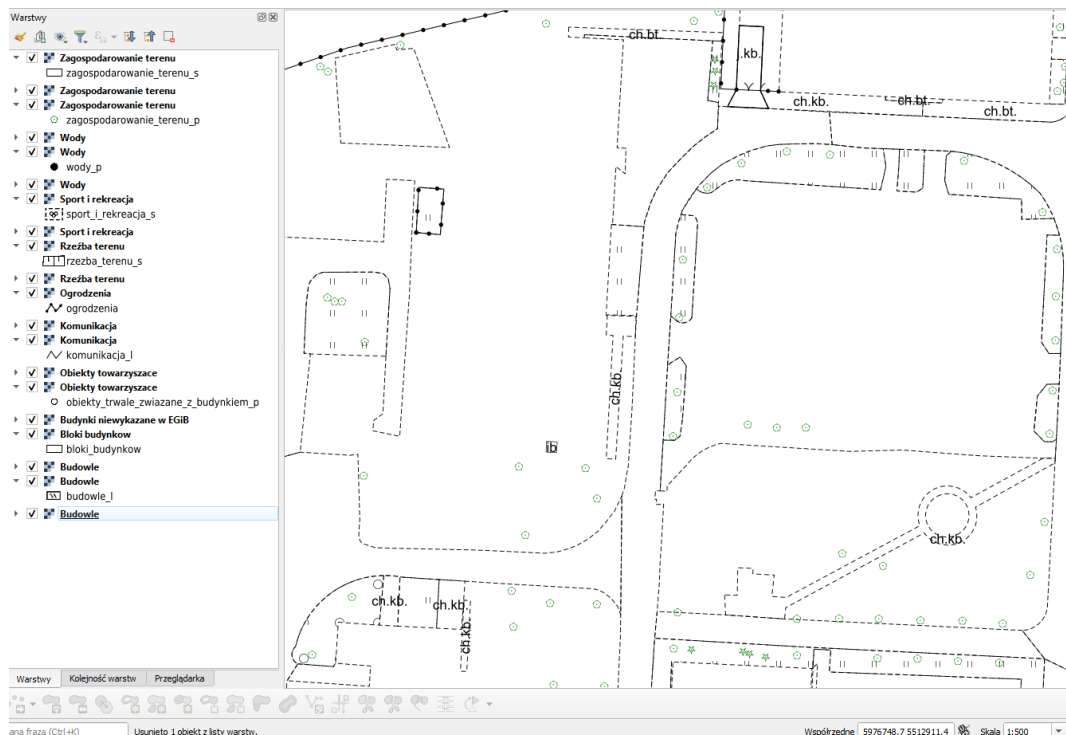 Warstwy
Zagospodarowanie terenu
zagospodarowanie_terenu_s
Zagospodarowanie terenu
Zagospodarowanie terenu
zagospodarowanie_terenu_p
Wody
Wody
wody_p
Wody
Sport i rekreacja
sport_i_rekreacja_s
Sport i rekreacja
Rzeźba terenu
rzezba_terenu_s
Rzeźba terenu
Ogrodzenia
ogrodzenia
Komunikacja
Komunikacja
komunikacja_l
Obiekty towarzyszace
Obiekty towarzyszace
obiekty_trwale_zwiazane_z_budynkiem_p
Budynki niewykazane w EGiB
Bloki budynkow
bloki_budynkow
Budowle
Budowle
budowle_l
Budowle
Warstwy
Kolejność warstw
Przeglądarka
ch.bt.
j.kb.
ch.kb.
ch.bt.
ch.bt.
ch.kb.
ib
ch.kb.
ch.kb.
ch.kb.
ch.kb.
ana fraza (Ctrl+K)
Usunięto 1 obiekt z listy warstw.
Współrzędne
5976748.7 5512911.4
Skala
1:500